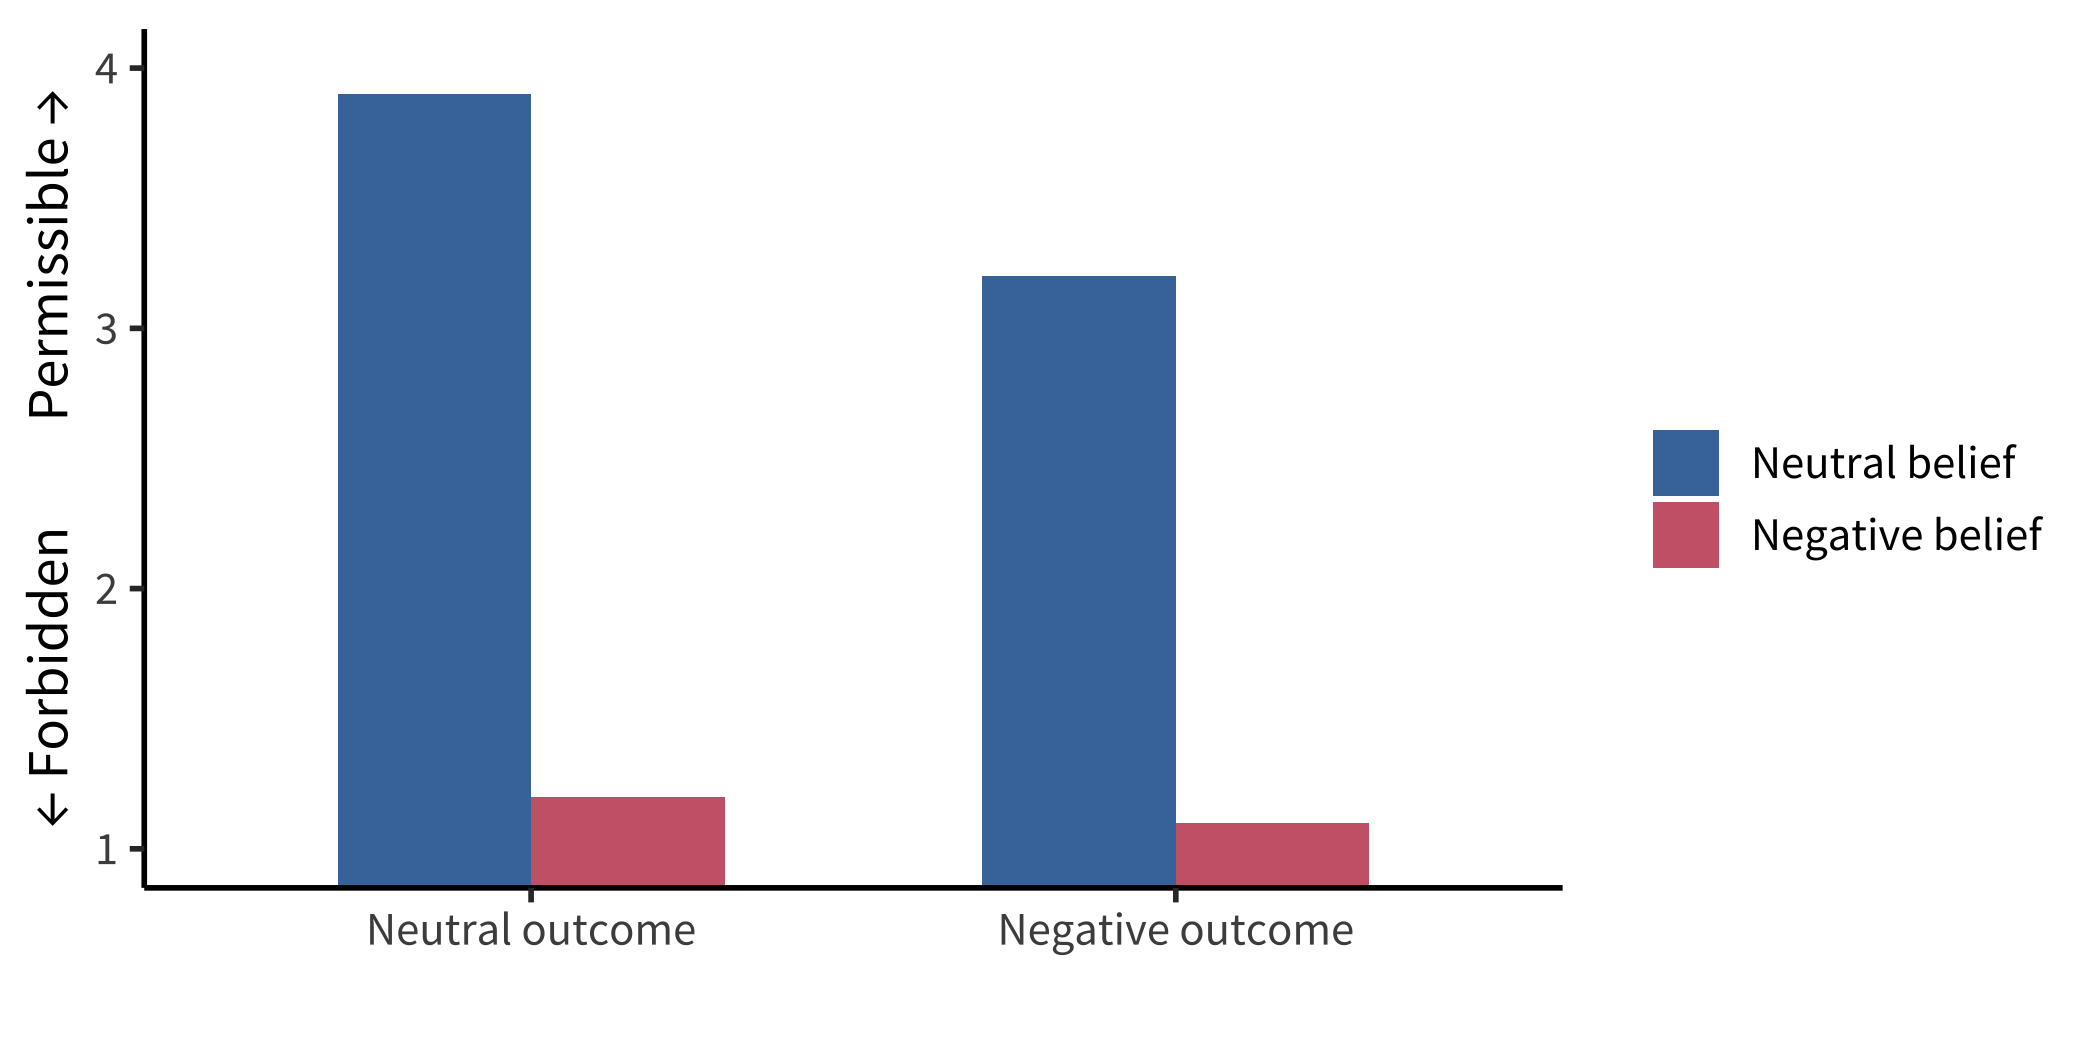 ← Forbidden Permissible →
4
3
2
1
Neutral outcome
Negative outcome
Neutral belief
Negative belief